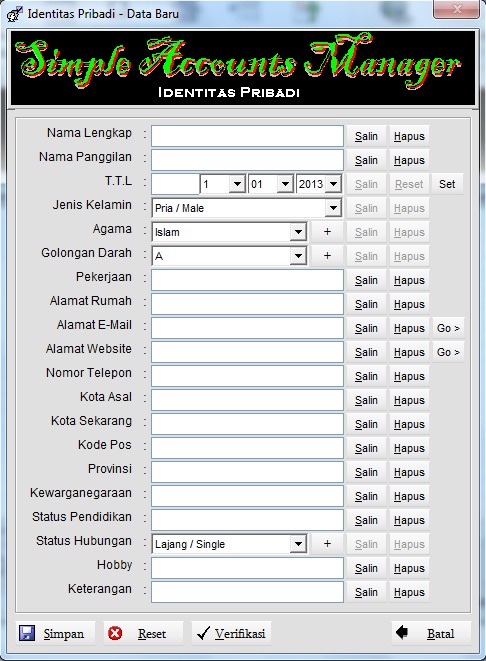 Identitas Pribadi - Data Baru
Simple Accounts Manager
Identitas Pribadi
Nama Lengkap : Salin Hapus
Nama Panggilan : Salin Hapus
T.T.L : 1 01 2013 Salin Reset Set
Jenis Kelamin : Pria / Male Salin Hapus
Agama : Islam + Salin Hapus
Golongan Darah : A + Salin Hapus
Pekerjaan : Salin Hapus
Alamat Rumah : Salin Hapus
Alamat E-Mail : Salin Hapus Go >
Alamat Website : Salin Hapus Go >
Nomor Telepon : Salin Hapus
Kota Asal : Salin Hapus
Kota Sekarang : Salin Hapus
Kode Pos : Salin Hapus
Provinsi : Salin Hapus
Kewarganegaraan : Salin Hapus
Status Pendidikan : Salin Hapus
Status Hubungan : Lajang / Single + Salin Hapus
Hobby : Salin Hapus
Keterangan : Salin Hapus
Simpan Reset Verifikasi Batal